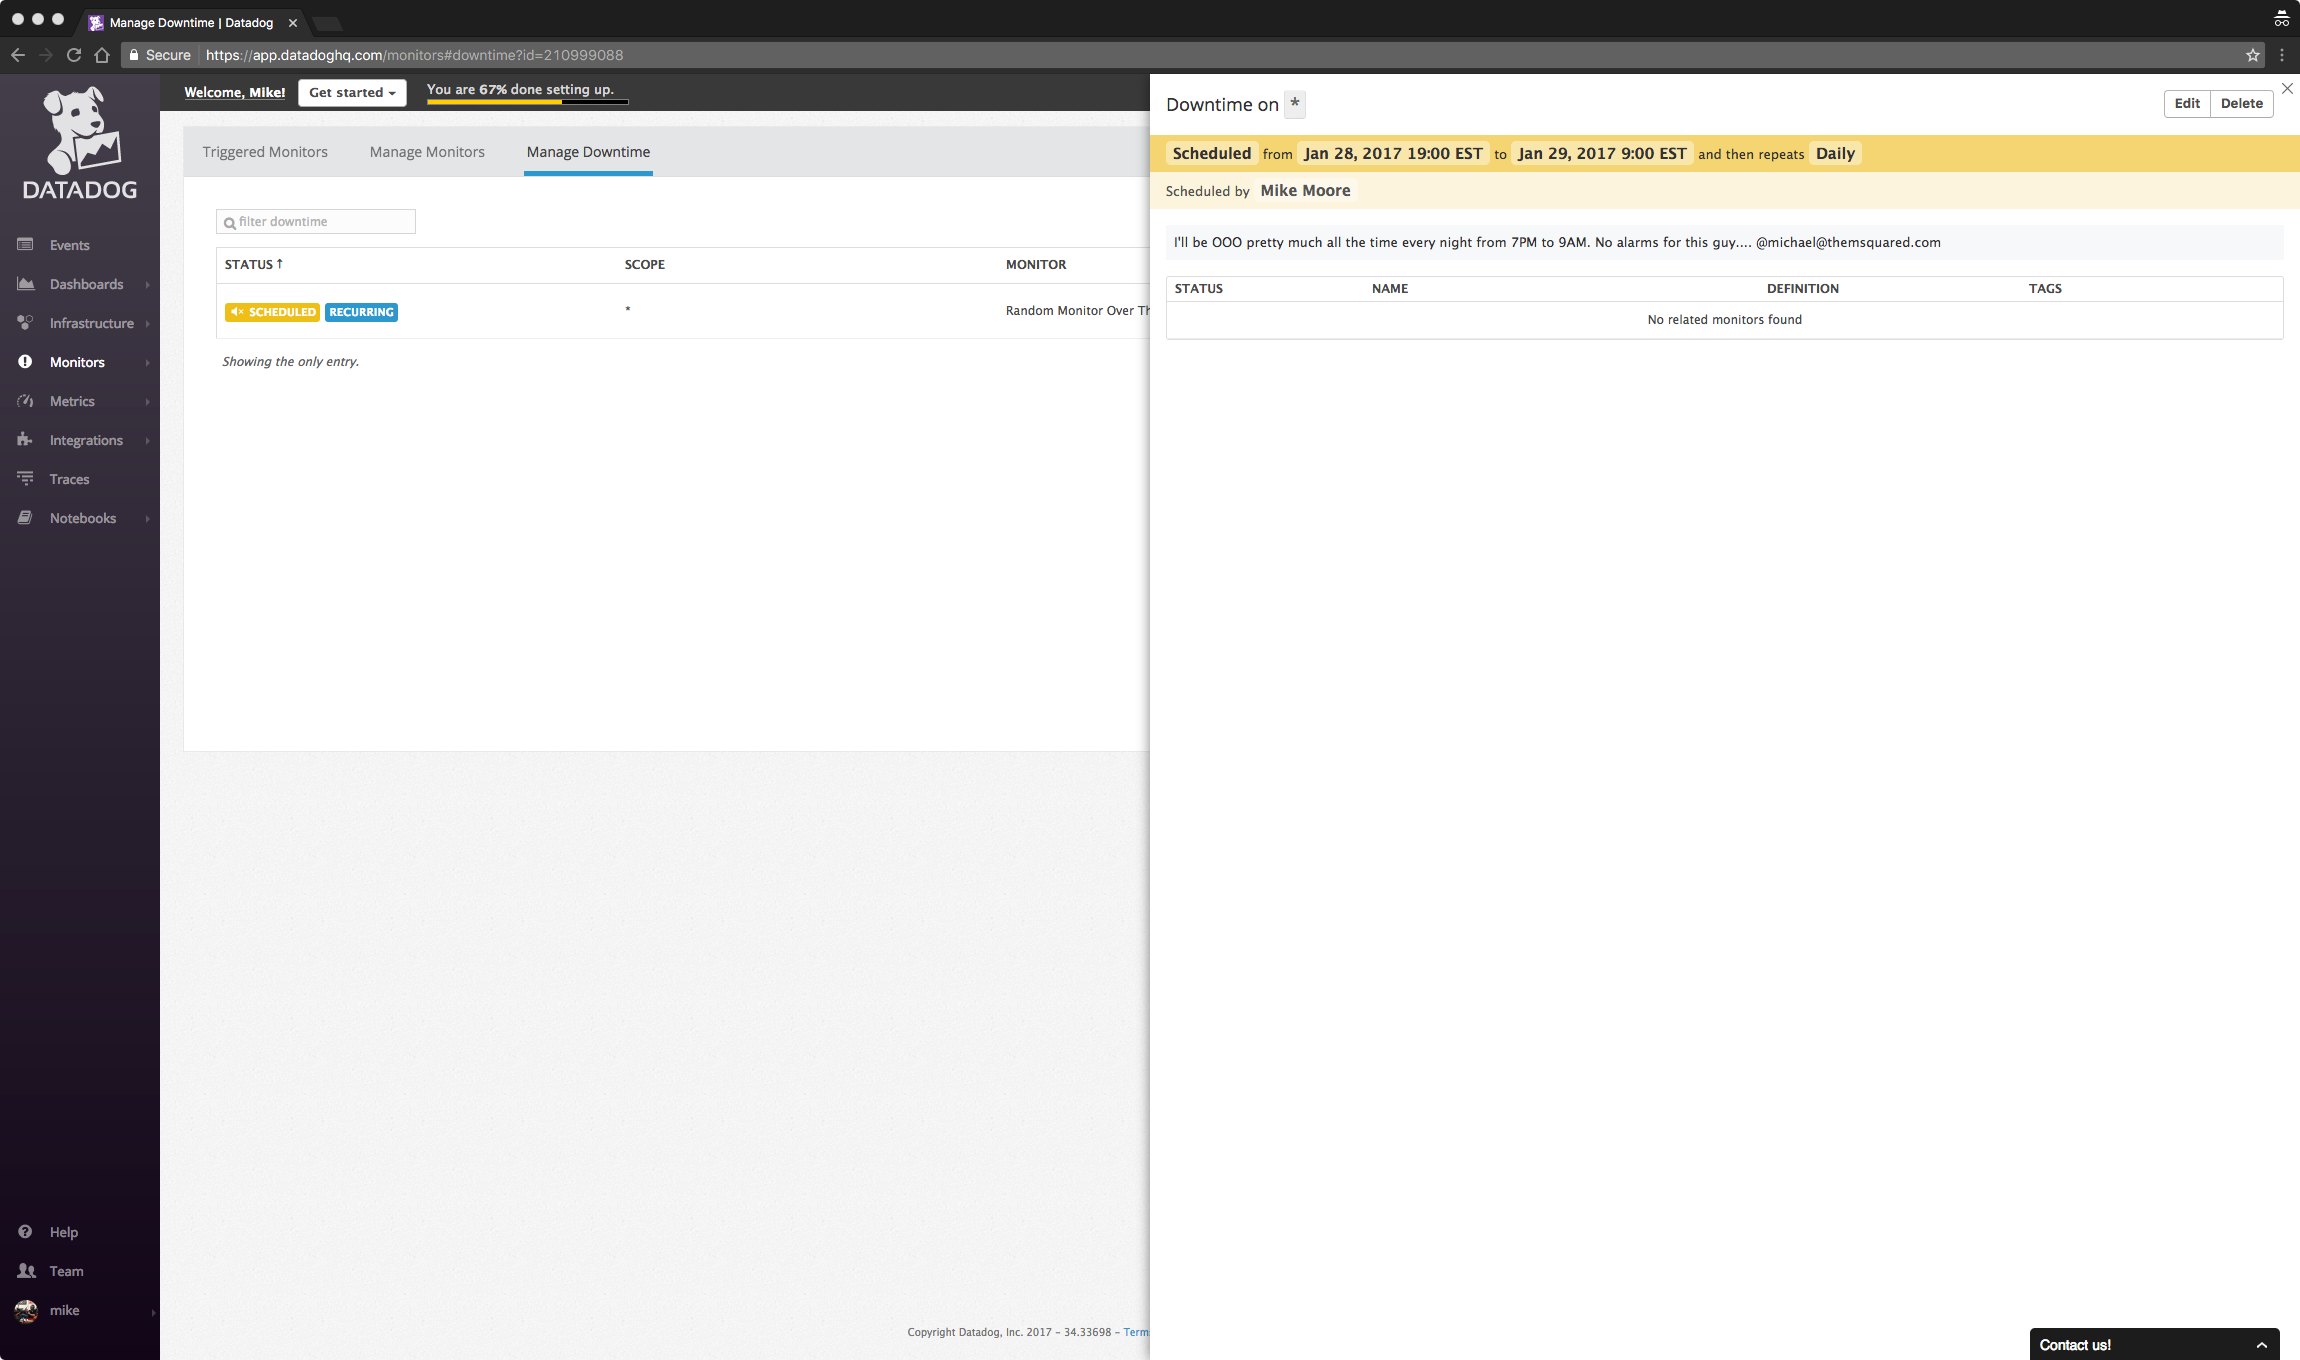 Manage Downtime | Datadog
Secure https://app.datadoghq.com/monitors#downtime?id=210999088
DATADOG
Events
Dashboards
Infrastructure
Monitors
Metrics
Integrations
Traces
Notebooks
Help
Team
mike
Welcome, Mike! Get started You are 67% done setting up.
Triggered Monitors Manage Monitors Manage Downtime
filter downtime
STATUS↑ SCOPE MONITOR
SCHEDULED RECURRING * Random Monitor Over Th
Showing the only entry.
Copyright Datadog, Inc. 2017 - 34.33698 - Terms
Downtime on * Edit Delete
Scheduled from Jan 28, 2017 19:00 EST to Jan 29, 2017 9:00 EST and then repeats Daily
Scheduled by Mike Moore
I'll be OOO pretty much all the time every night from 7PM to 9AM. No alarms for this guy.... @michael@themsquared.com
STATUS NAME DEFINITION TAGS
No related monitors found
Contact us!